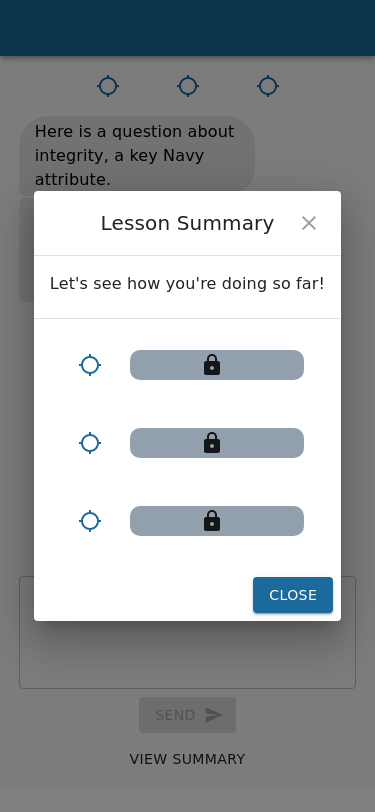 Here is a question about
integrity, a key Navy
attribute.
Lesson Summary
Let's see how you're doing so far!
CLOSE
SEND
VIEW SUMMARY